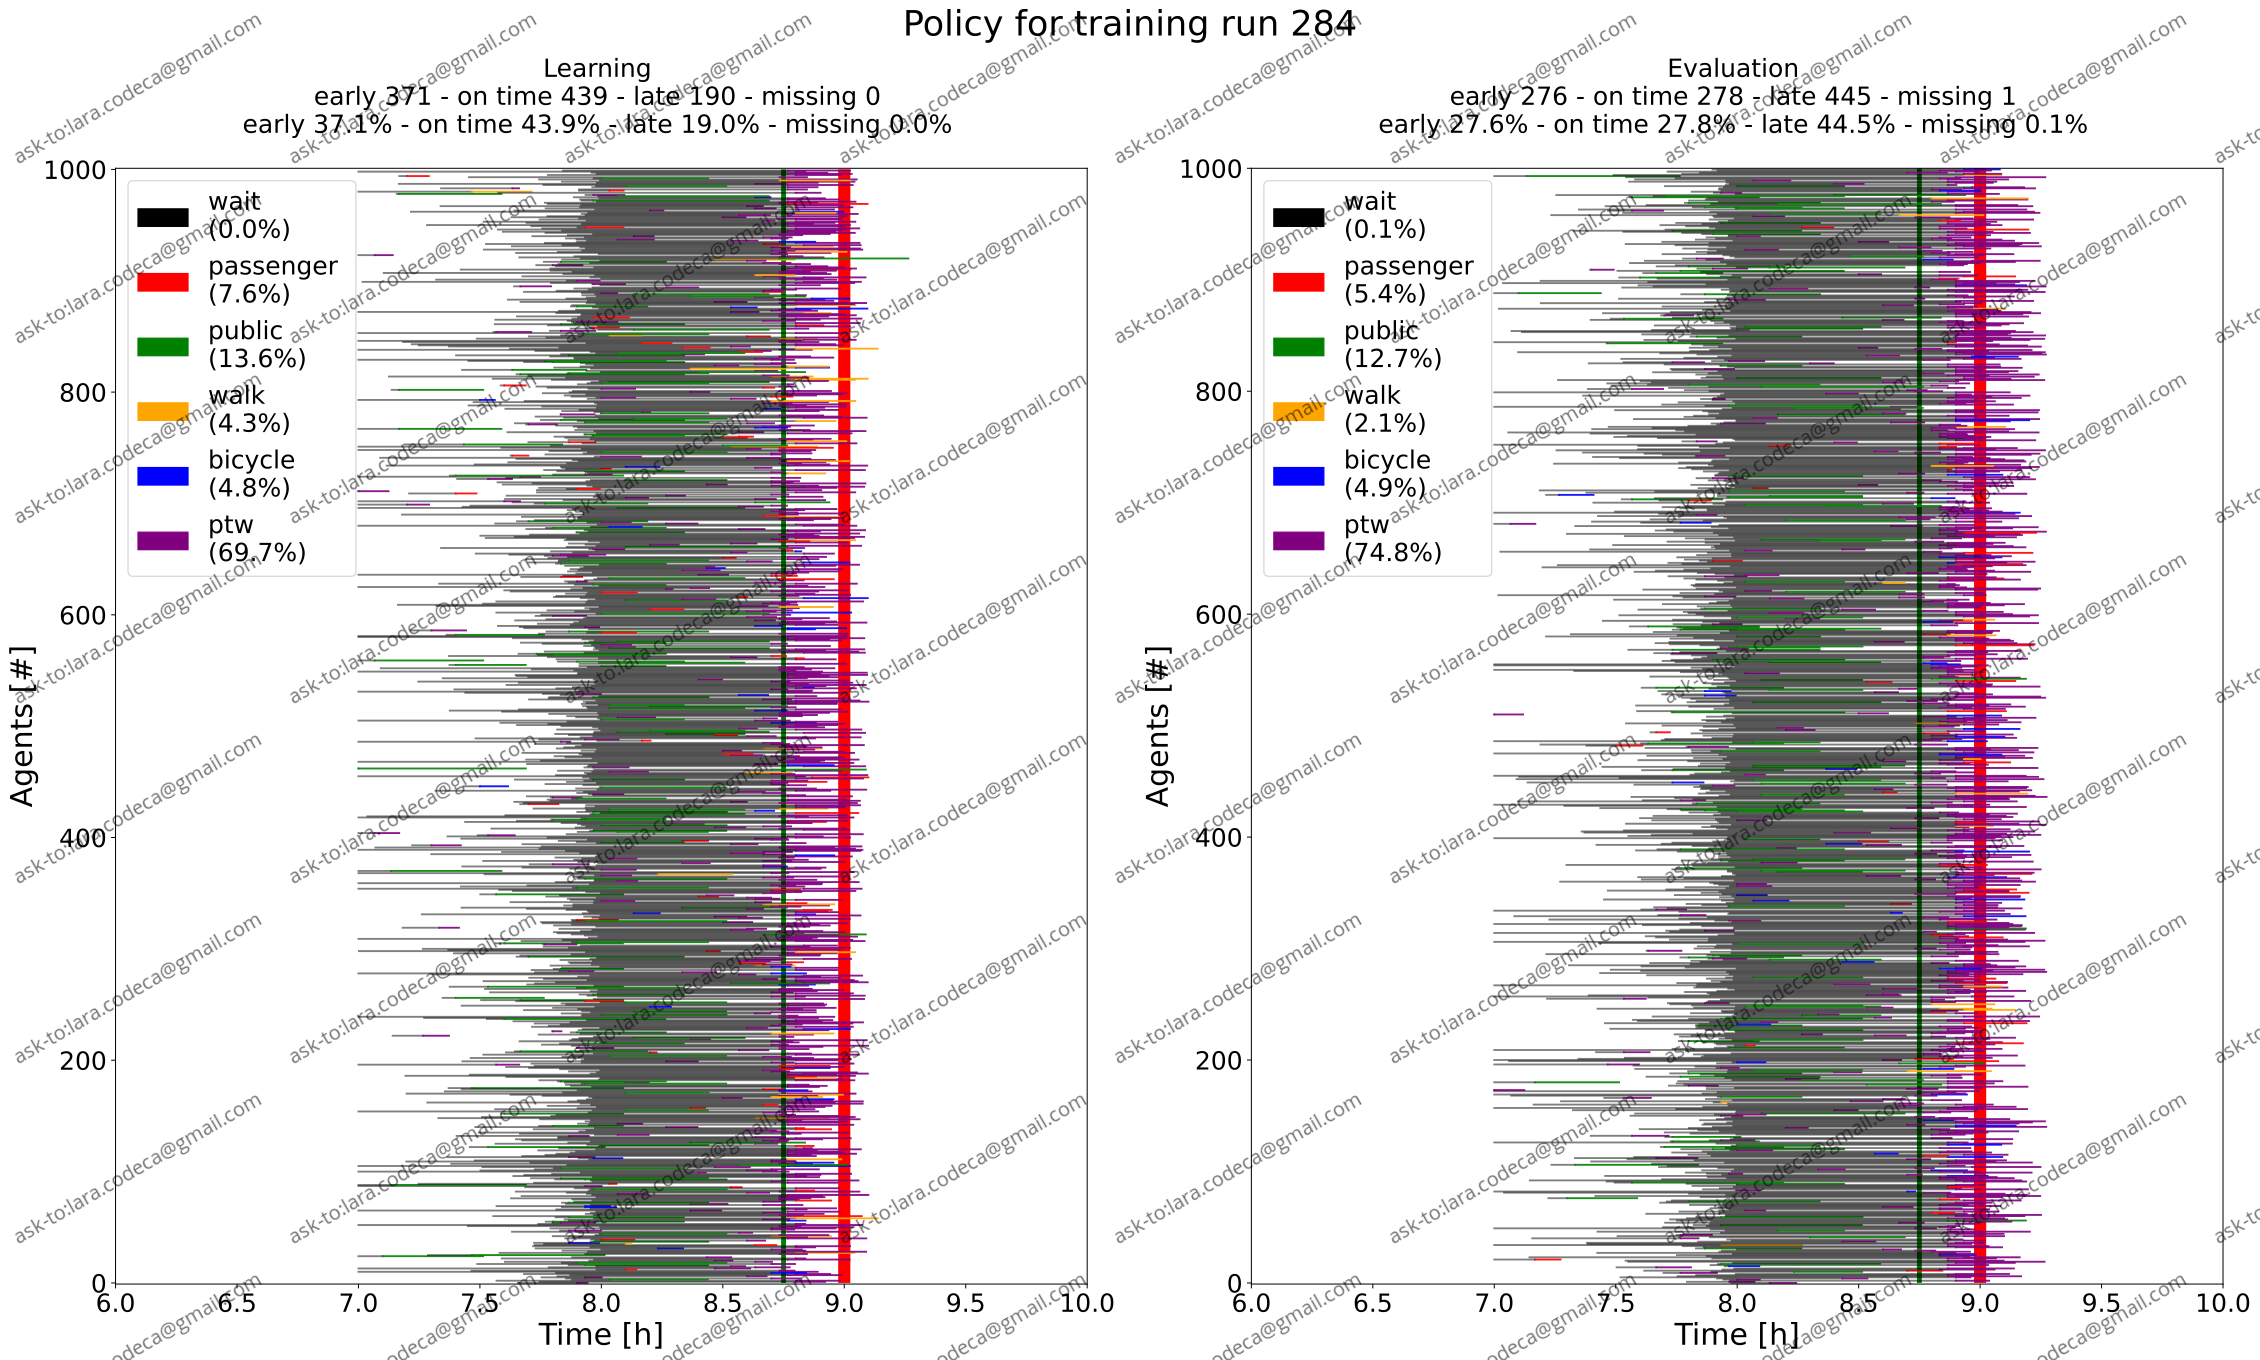 Policy for training run 284
Learning
early 371 - on time 439 - late 190 - missing 0
early 37.1% - on time 43.9% - late 19.0% - missing 0.0%
1000
800
600
400
200
0
Agents [#]
wait
(0.0%)
passenger
(7.6%)
public
(13.6%)
walk
(4.3%)
bicycle
(4.8%)
ptw
(69.7%)
6.0 6.5 7.0 7.5 8.0 8.5 9.0 9.5 10.0
Time [h]
Evaluation
early 276 - on time 278 - late 445 - missing 1
early 27.6% - on time 27.8% - late 44.5% - missing 0.1%
1000
800
600
400
200
0
Agents [#]
wait
(0.1%)
passenger
(5.4%)
public
(12.7%)
walk
(2.1%)
bicycle
(4.9%)
ptw
(74.8%)
6.0 6.5 7.0 7.5 8.0 8.5 9.0 9.5 10.0
Time [h]
ask-to:lara.codeca@gmail.com